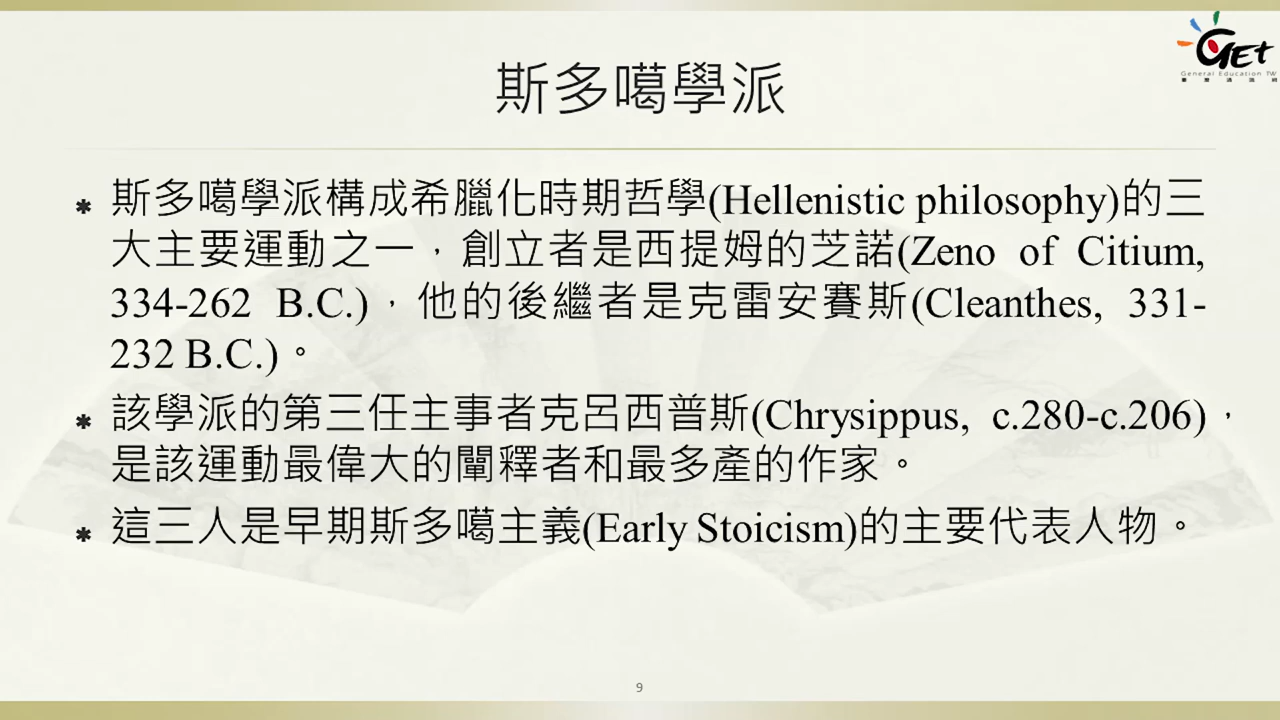 GET
General Education TW
斯多噶學派
* 斯多噶學派構成希臘化時期哲學(Hellenistic philosophy)的三
大主要運動之一，創立者是西提姆的芝諾(Zeno of Citium,
334-262 B.C.)，他的後繼者是克雷安賽斯(Cleanthes, 331-
232 B.C.)。
* 該學派的第三任主事者克呂西普斯(Chrysippus, c.280-c.206)，
是該運動最偉大的闡釋者和最多產的作家。
* 這三人是早期斯多噶主義(Early Stoicism)的主要代表人物。
9